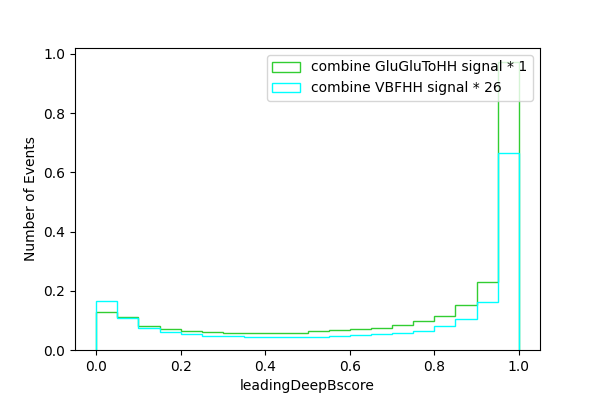 combine GluGluToHH signal * 1
combine VBFHH signal * 26
1.0
0.8
0.6
0.4
0.2
0.0
Number of Events
0.0 0.2 0.4 0.6 0.8 1.0
leadingDeepBscore